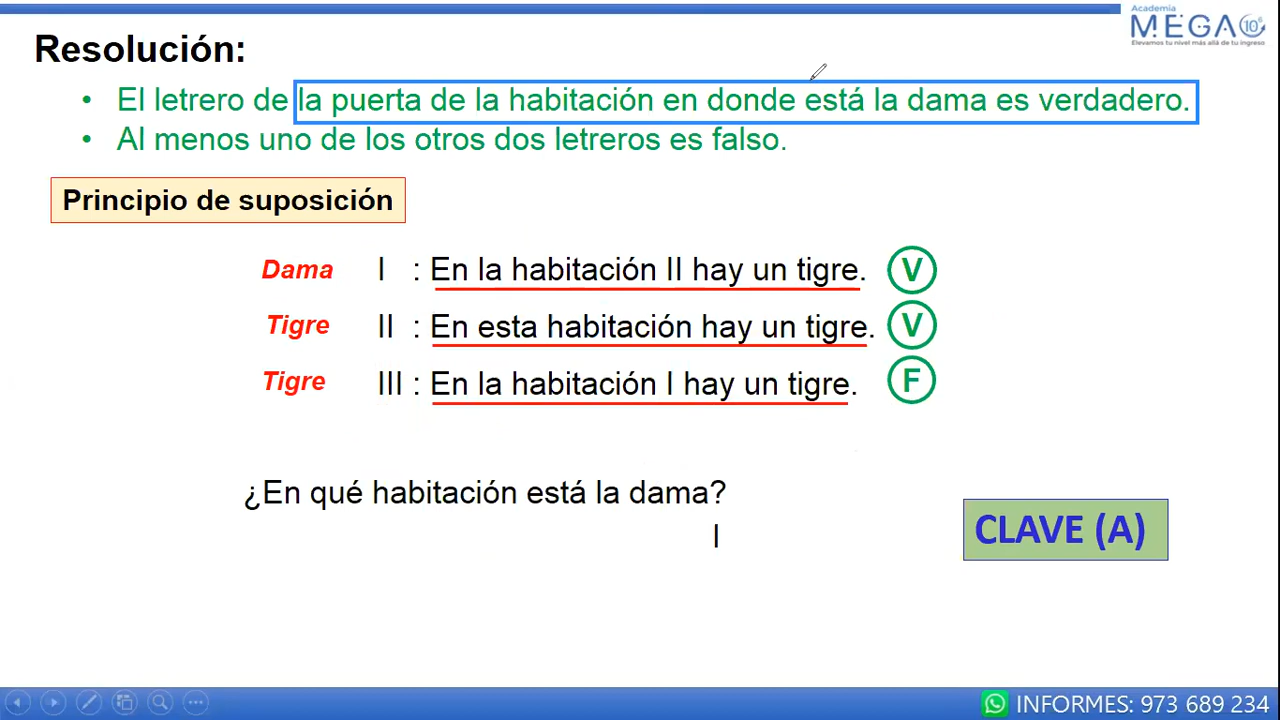 Academia
MEGA 10⁶
Elevamos tu nivel más allá de tu ingreso
Resolución:
• El letrero de la puerta de la habitación en donde está la dama es verdadero.
• Al menos uno de los otros dos letreros es falso.
Principio de suposición
Dama I : En la habitación II hay un tigre. V
Tigre II : En esta habitación hay un tigre. V
Tigre III : En la habitación I hay un tigre. F
¿En qué habitación está la dama?
I
CLAVE (A)
INFORMES: 973 689 234